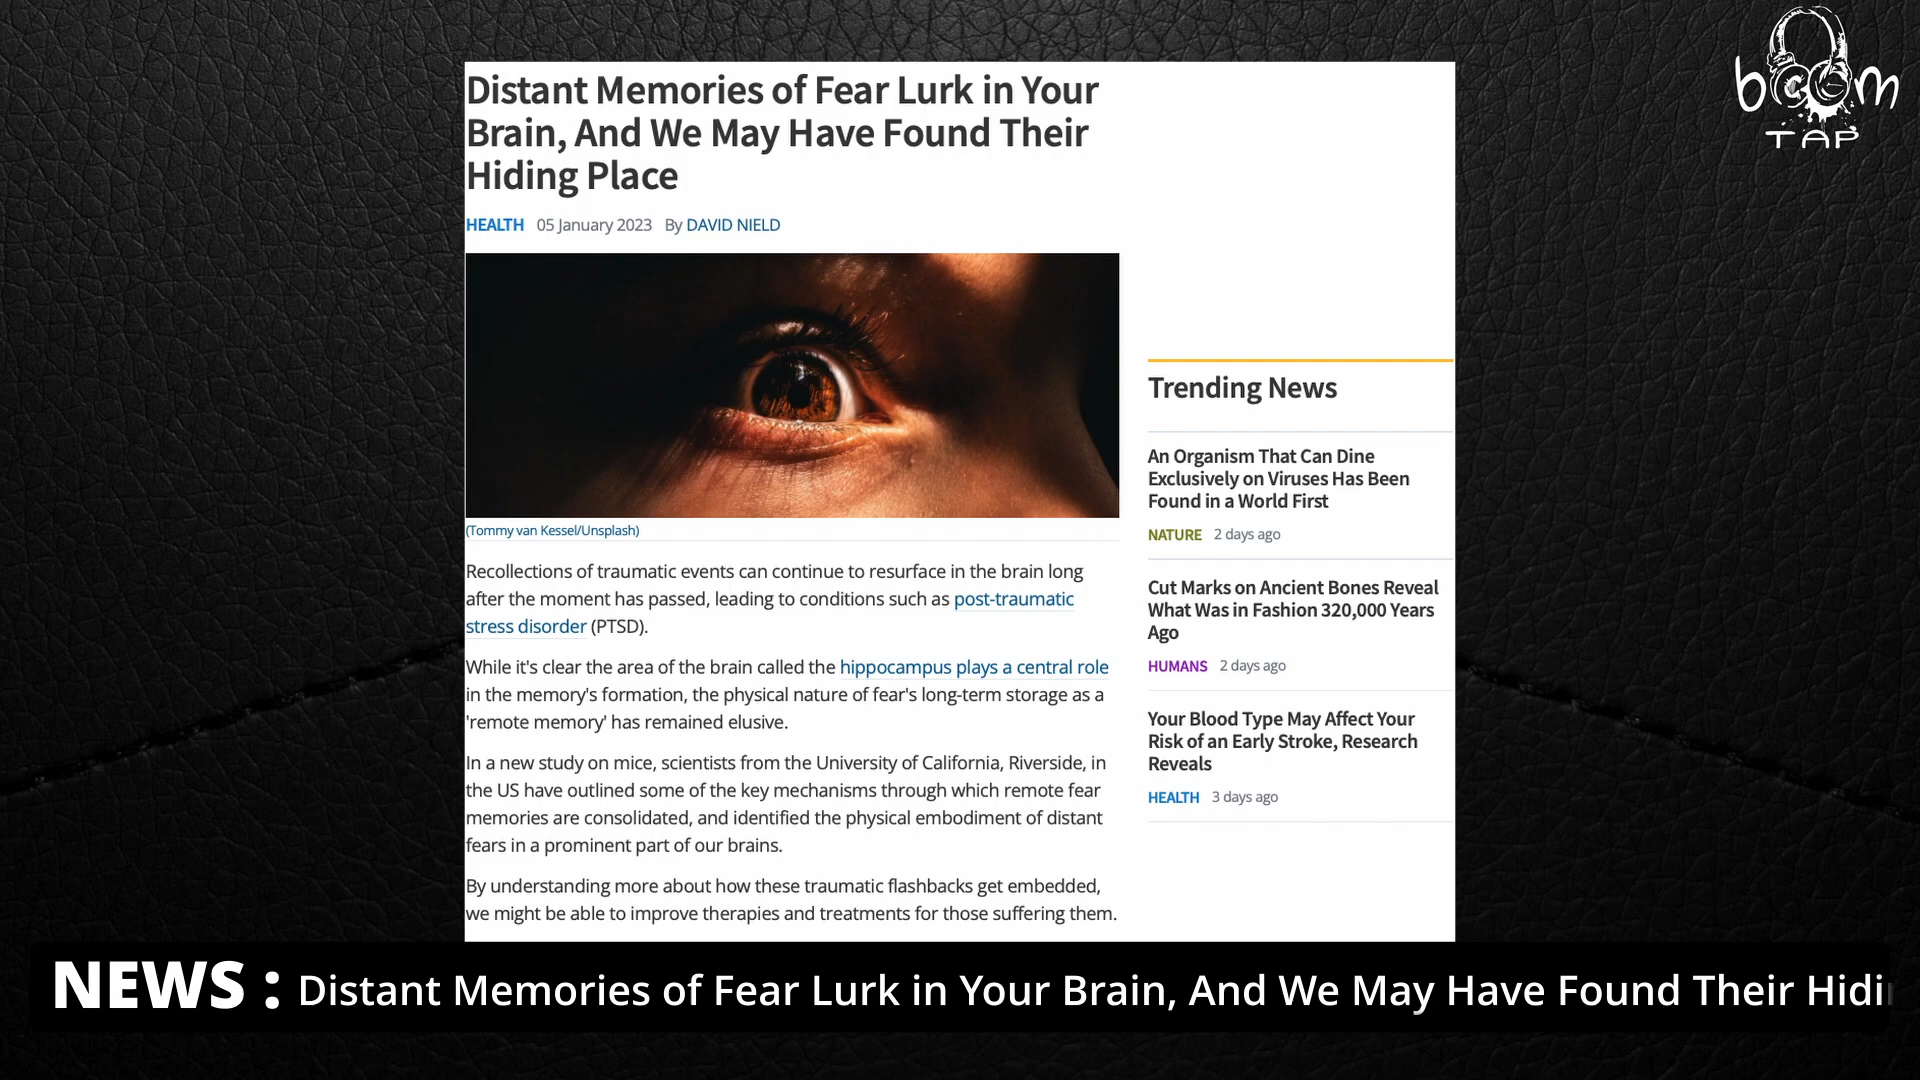 boom
TAP
Distant Memories of Fear Lurk in Your
Brain, And We May Have Found Their
Hiding Place
HEALTH 05 January 2023 By DAVID NIELD
(Tommy van Kessel/Unsplash)
Recollections of traumatic events can continue to resurface in the brain long
after the moment has passed, leading to conditions such as post-traumatic
stress disorder (PTSD).
While it's clear the area of the brain called the hippocampus plays a central role
in the memory's formation, the physical nature of fear's long-term storage as a
'remote memory' has remained elusive.
In a new study on mice, scientists from the University of California, Riverside, in
the US have outlined some of the key mechanisms through which remote fear
memories are consolidated, and identified the physical embodiment of distant
fears in a prominent part of our brains.
By understanding more about how these traumatic flashbacks get embedded,
we might be able to improve therapies and treatments for those suffering them.
Trending News
An Organism That Can Dine
Exclusively on Viruses Has Been
Found in a World First
NATURE 2 days ago
Cut Marks on Ancient Bones Reveal
What Was in Fashion 320,000 Years
Ago
HUMANS 2 days ago
Your Blood Type May Affect Your
Risk of an Early Stroke, Research
Reveals
HEALTH 3 days ago
NEWS : Distant Memories of Fear Lurk in Your Brain, And We May Have Found Their Hidi